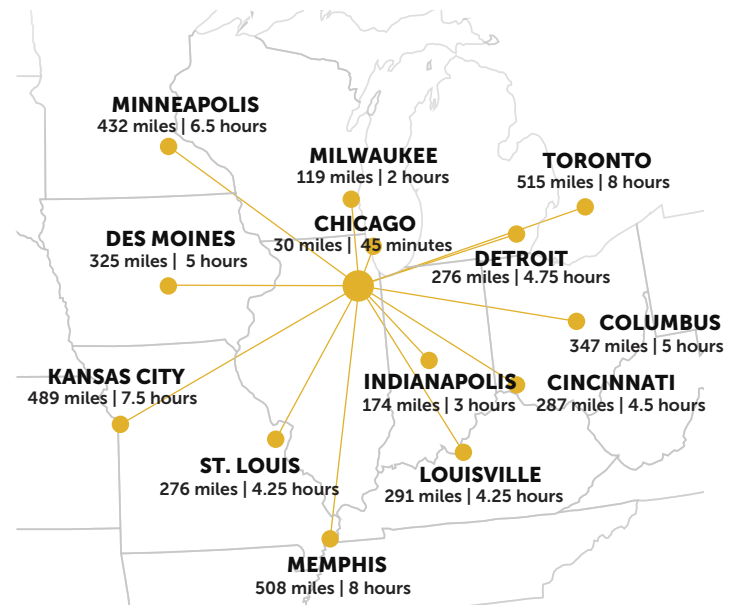 MINNEAPOLIS
432 miles | 6.5 hours
MILWAUKEE
119 miles | 2 hours
TORONTO
515 miles | 8 hours
CHICAGO
30 miles | 45 minutes
DES MOINES
325 miles | 5 hours
DETROIT
276 miles | 4.75 hours
COLUMBUS
347 miles | 5 hours
KANSAS CITY
489 miles | 7.5 hours
INDIANAPOLIS
174 miles | 3 hours
CINCINNATI
287 miles | 4.5 hours
ST. LOUIS
276 miles | 4.25 hours
LOUISVILLE
291 miles | 4.25 hours
MEMPHIS
508 miles | 8 hours